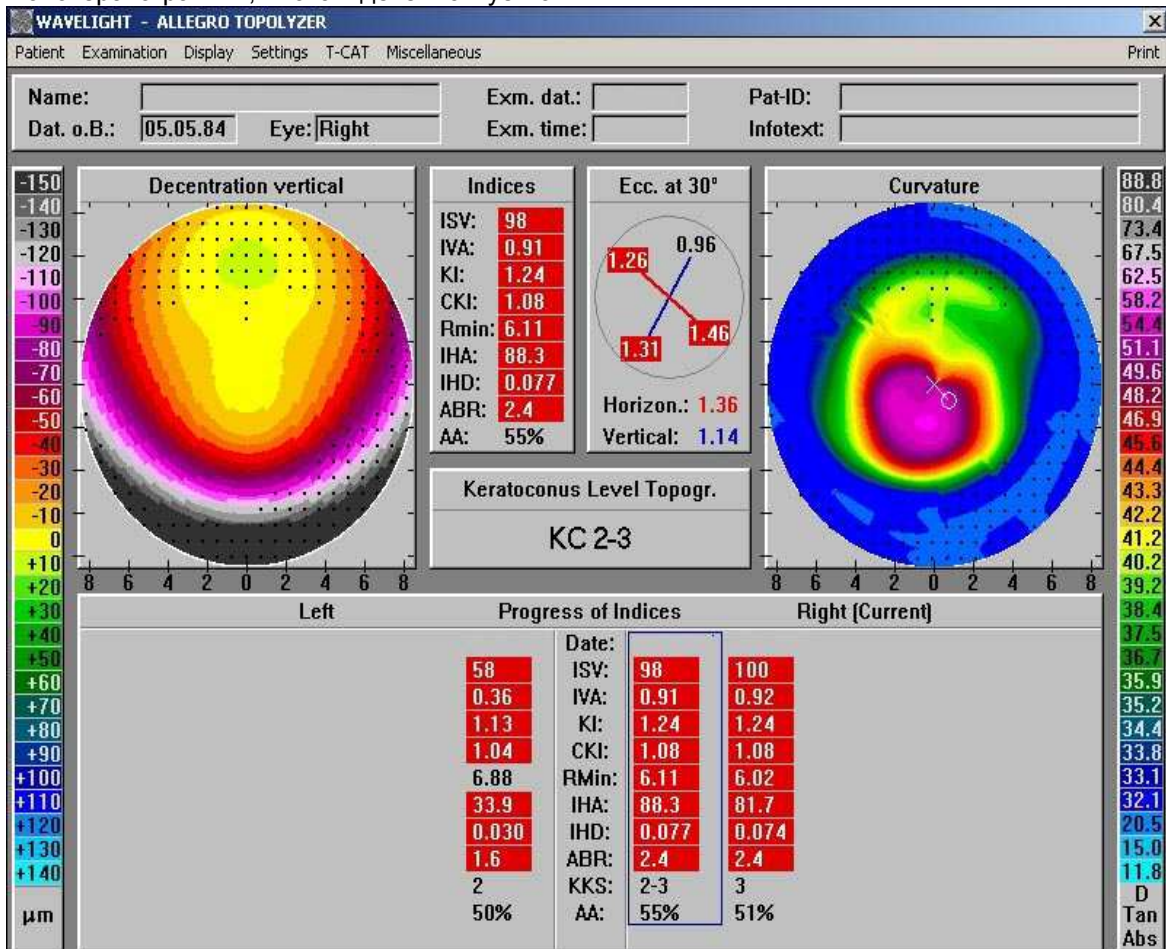 WAVELIGHT - ALLEGRO TOPOLYZER
Patient Examination Display Settings T-CAT Miscellaneous Print
Name: Exm. dat.: Pat-ID:
Dat. o.B.: 05.05.84 Eye: Right Exm. time: Infotext:
Decentration vertical
-150
-140
-130
-120
-110
-100
-90
-80
-70
-60
-50
-40
-30
-20
-10
0
+10
+20
+30
+40
+50
+60
+70
+80
+90
+100
+110
+120
+130
+140
µm
8 6 4 2 0 2 4 6 8
Indices
ISV: 98
IVA: 0.91
KI: 1.24
CKI: 1.08
Rmin: 6.11
IHA: 88.3
IHD: 0.077
ABR: 2.4
AA: 55%
Ecc. at 30°
1.26 0.96
1.31 1.46
Horizon.: 1.36
Vertical: 1.14
Keratoconus Level Topogr.
KC 2-3
Curvature
8 6 4 2 0 2 4 6 8
88.8
80.4
73.4
67.5
62.5
58.2
54.4
51.1
49.6
48.2
46.9
45.6
44.4
43.3
42.2
41.2
40.2
39.2
38.4
37.5
36.7
35.9
35.2
34.4
33.8
33.1
32.1
20.5
15.0
11.8
D
Tan
Abs
Left Progress of Indices Right (Current)
Date:
58 ISV: 98 100
0.36 IVA: 0.91 0.92
1.13 KI: 1.24 1.24
1.04 CKI: 1.08 1.08
6.88 RMin: 6.11 6.02
33.9 IHA: 88.3 81.7
0.030 IHD: 0.077 0.074
1.6 ABR: 2.4 2.4
2 KKS: 2-3 3
50% AA: 55% 51%